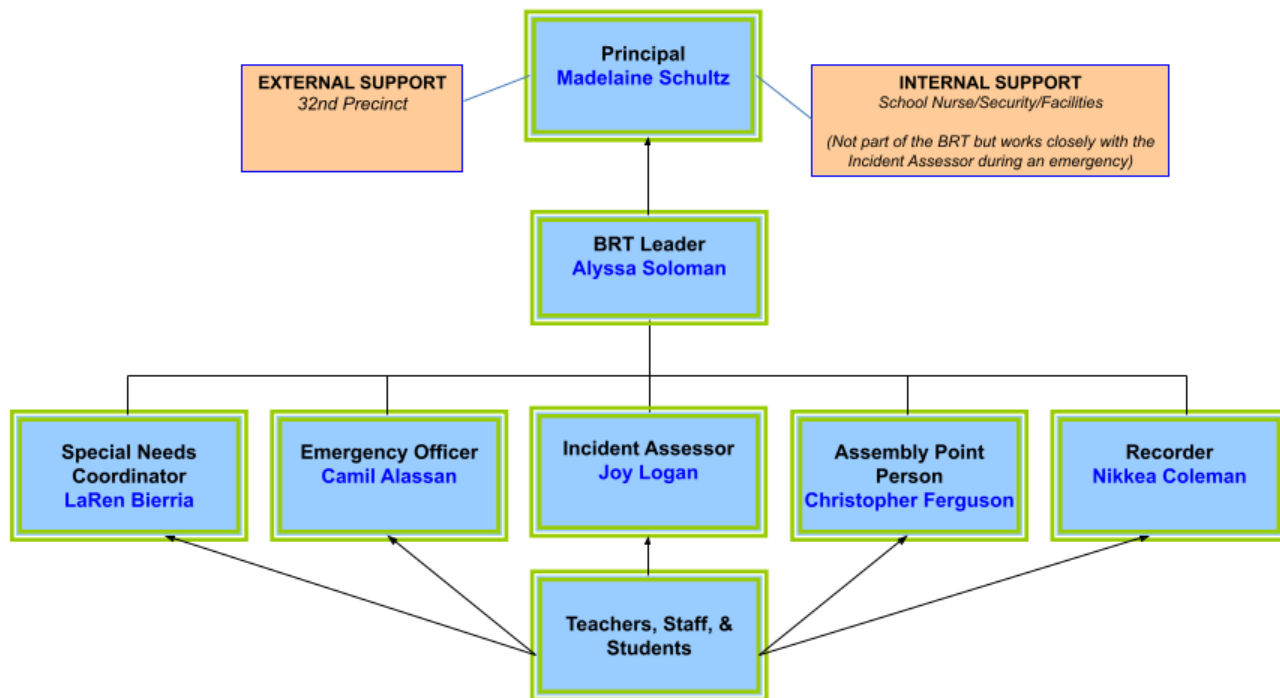 Principal
Madelaine Schultz
EXTERNAL SUPPORT
32nd Precinct
INTERNAL SUPPORT
School Nurse/Security/Facilities
(Not part of the BRT but works closely with the
Incident Assessor during an emergency)
BRT Leader
Alyssa Soloman
Special Needs
Coordinator
LaRen Bierria
Emergency Officer
Camil Alassan
Incident Assessor
Joy Logan
Assembly Point
Person
Christopher Ferguson
Recorder
Nikkea Coleman
Teachers, Staff, &
Students